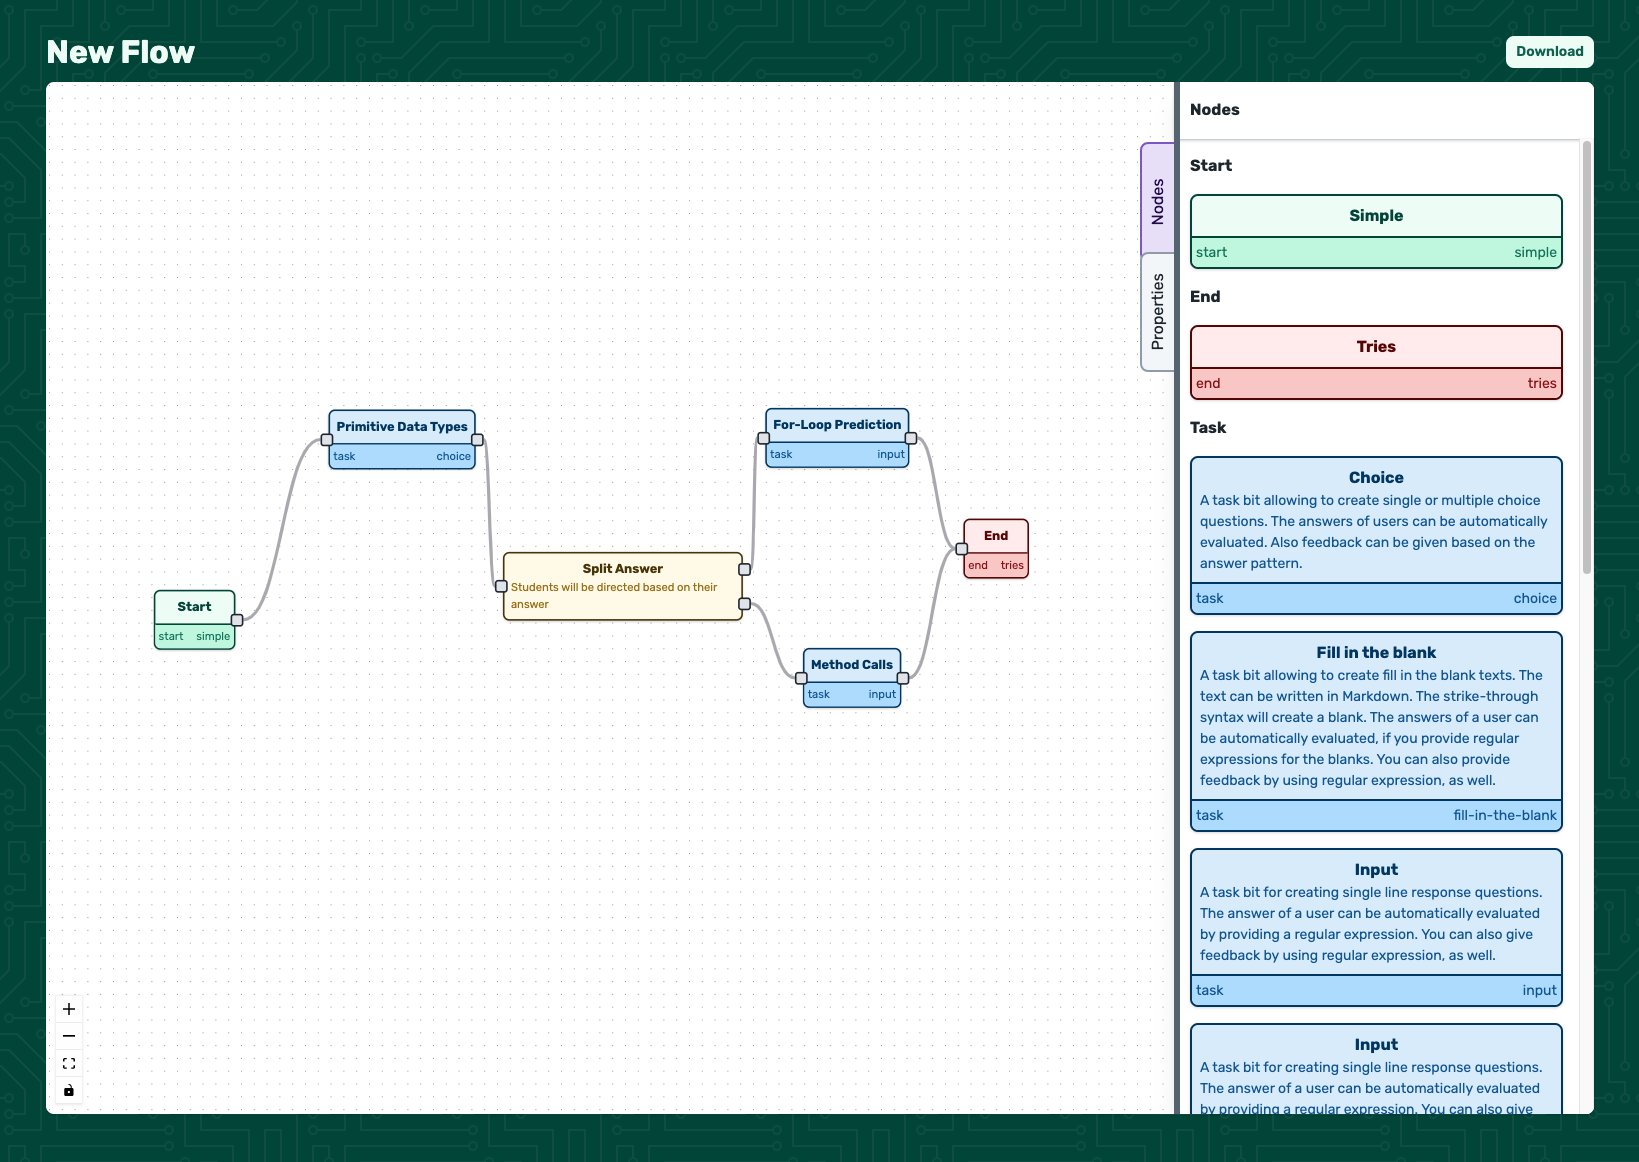 New Flow
Download
Primitive Data Types
task choice
For-Loop Prediction
task input
End
end tries
Split Answer
Students will be directed based on their
answer
Start
start simple
Method Calls
task input
Nodes
Properties
Nodes
Start
Simple
start simple
End
Tries
end tries
Task
Choice
A task bit allowing to create single or multiple choice
questions. The answers of users can be automatically
evaluated. Also feedback can be given based on the
answer pattern.
task choice
Fill in the blank
A task bit allowing to create fill in the blank texts. The
text can be written in Markdown. The strike-through
syntax will create a blank. The answers of a user can
be automatically evaluated, if you provide regular
expressions for the blanks. You can also provide
feedback by using regular expression, as well.
task fill-in-the-blank
Input
A task bit for creating single line response questions.
The answer of a user can be automatically evaluated
by providing a regular expression. You can also give
feedback by using regular expression, as well.
task input
Input
A task bit for creating single line response questions.
The answer of a user can be automatically evaluated
by providing a regular expression. You can also give